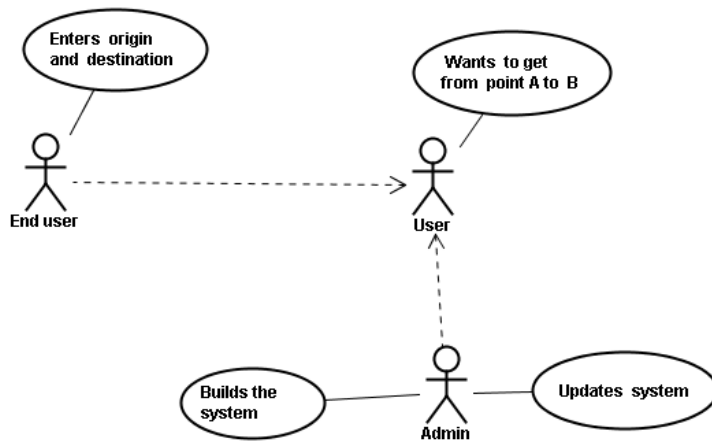 Enters origin
and destination
Wants to get
from point A to B
End user
User
Builds the
system
Updates system
Admin